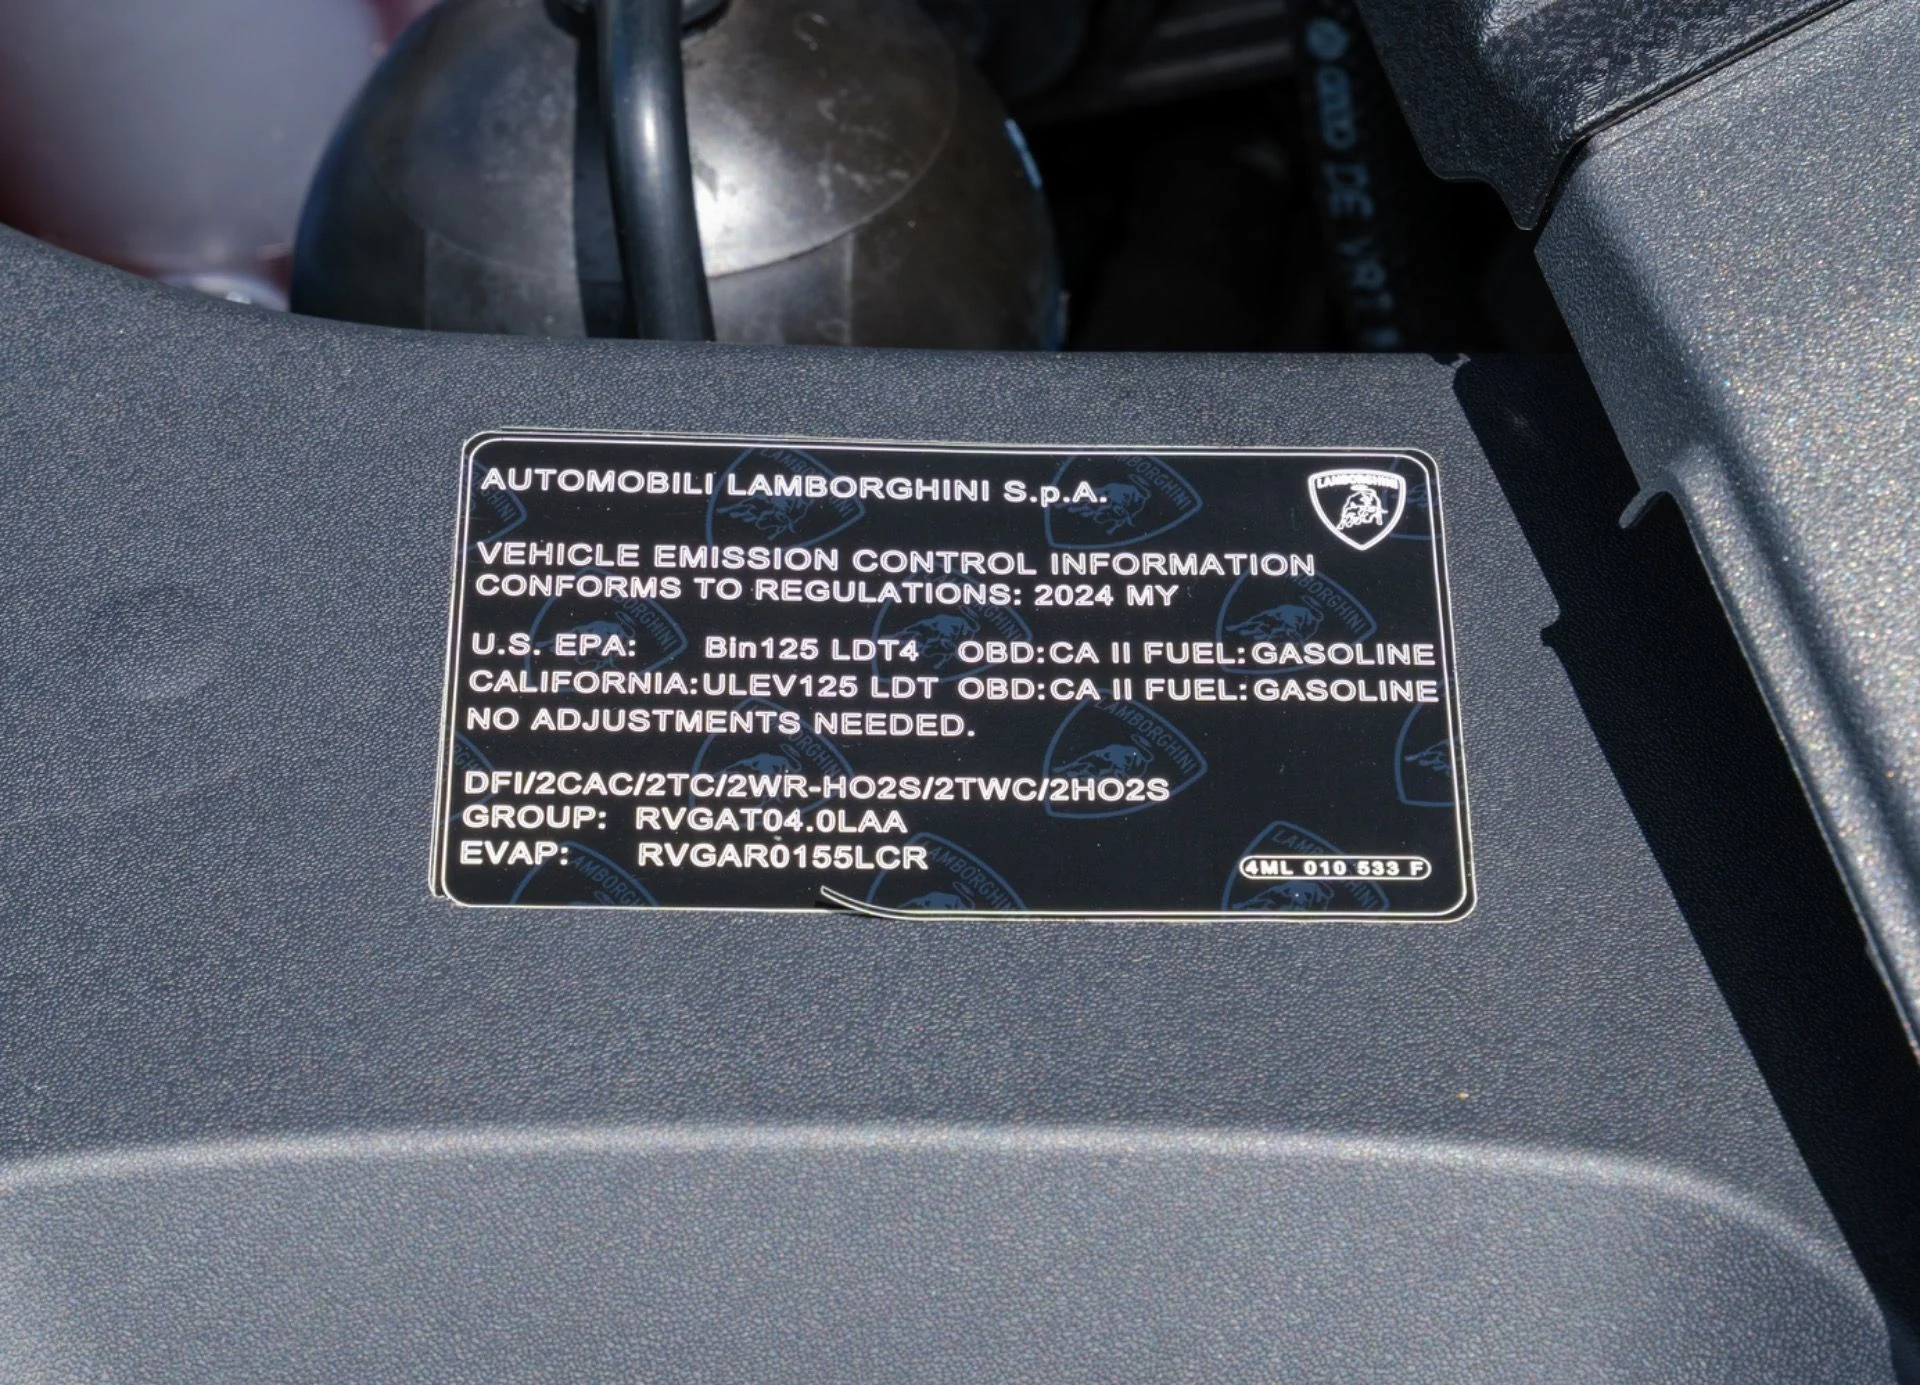 AUTOMOBILI LAMBORGHINI S.p.A.
LAMBORGHINI
VEHICLE EMISSION CONTROL INFORMATION
CONFORMS TO REGULATIONS: 2024 MY
U.S. EPA: Bin125 LDT4 OBD:CA II FUEL:GASOLINE
CALIFORNIA:ULEV125 LDT OBD:CA II FUEL:GASOLINE
NO ADJUSTMENTS NEEDED.
DFI/2CAC/2TC/2WR-HO2S/2TWC/2HO2S
GROUP: RVGAT04.0LAA
EVAP: RVGAR0155LCR
4ML 010 533 F